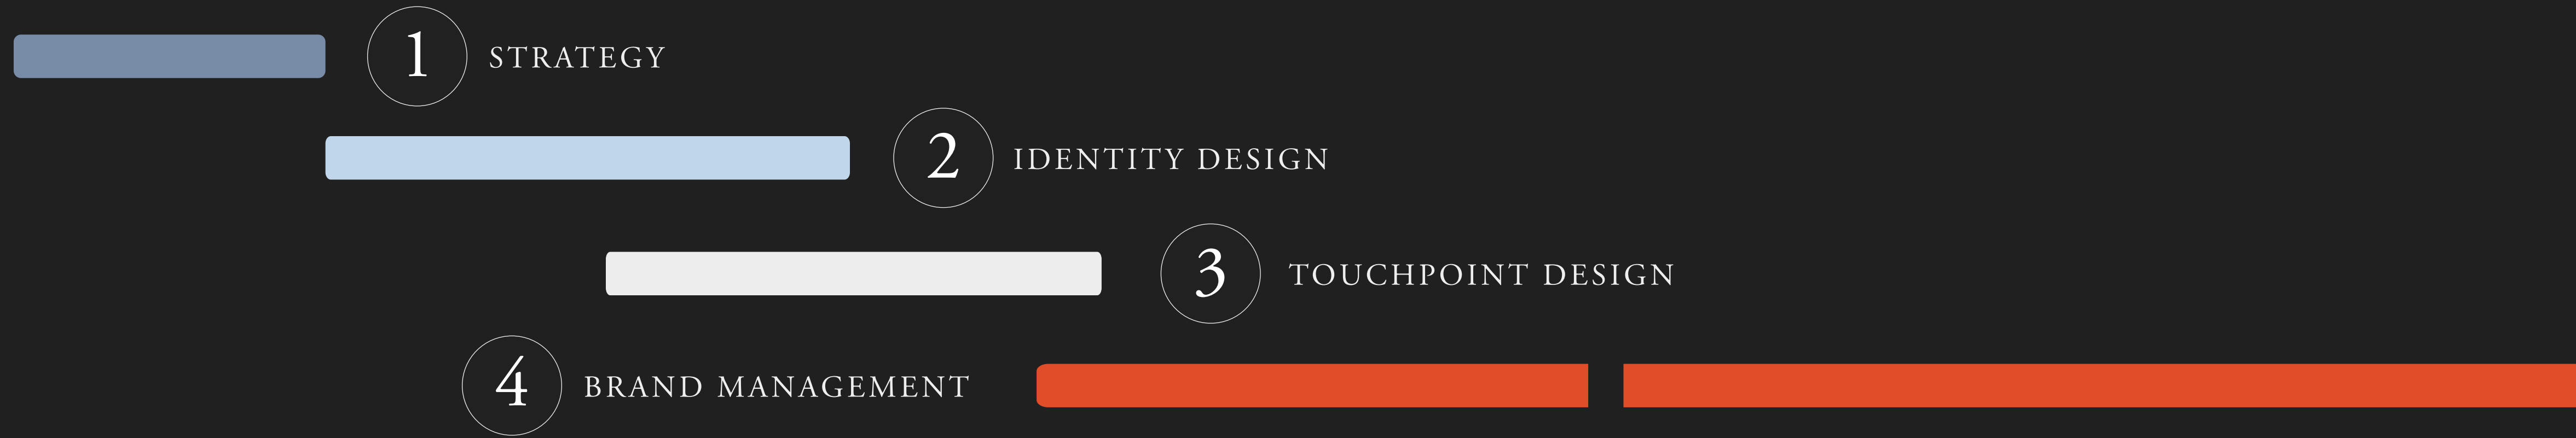 1 STRATEGY
2 IDENTITY DESIGN
3 TOUCHPOINT DESIGN
4 BRAND MANAGEMENT